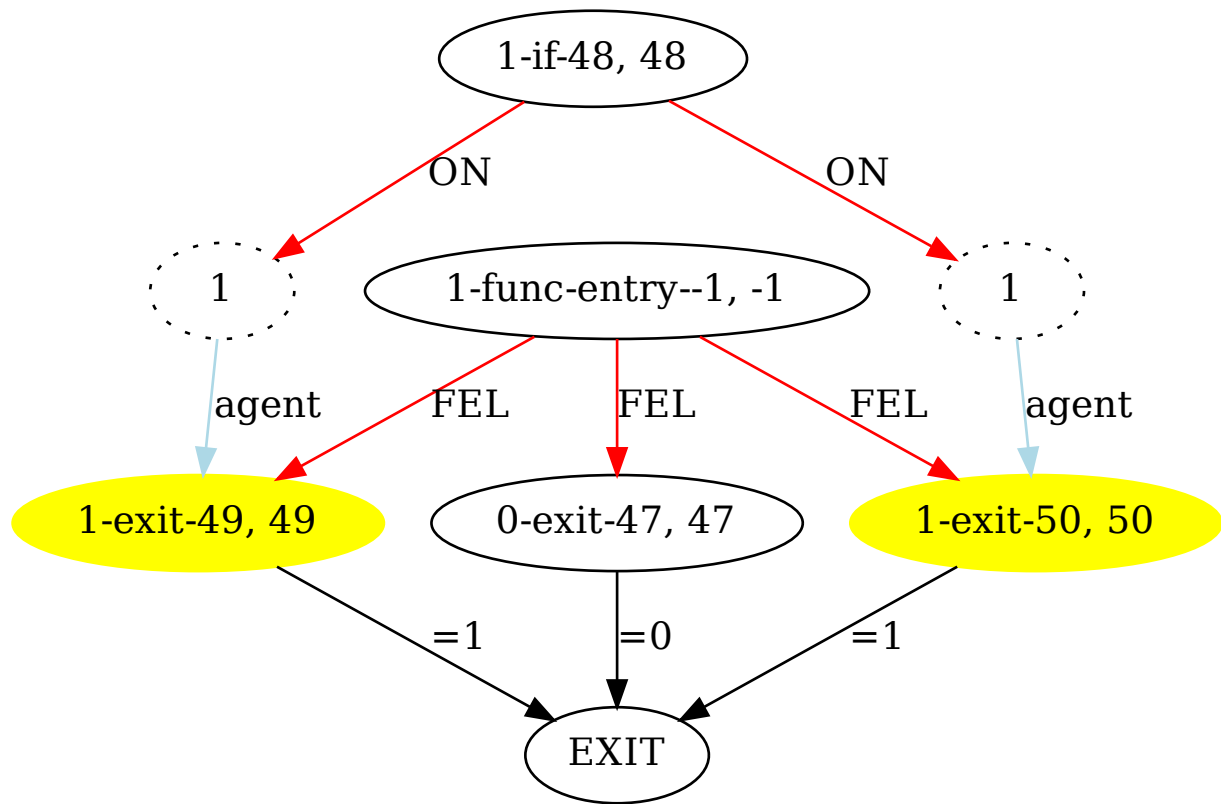 1-if-48, 48
ON
ON
1
1-func-entry--1, -1
1
agent
FEL
FEL
FEL
agent
1-exit-49, 49
0-exit-47, 47
1-exit-50, 50
=1
=0
=1
EXIT